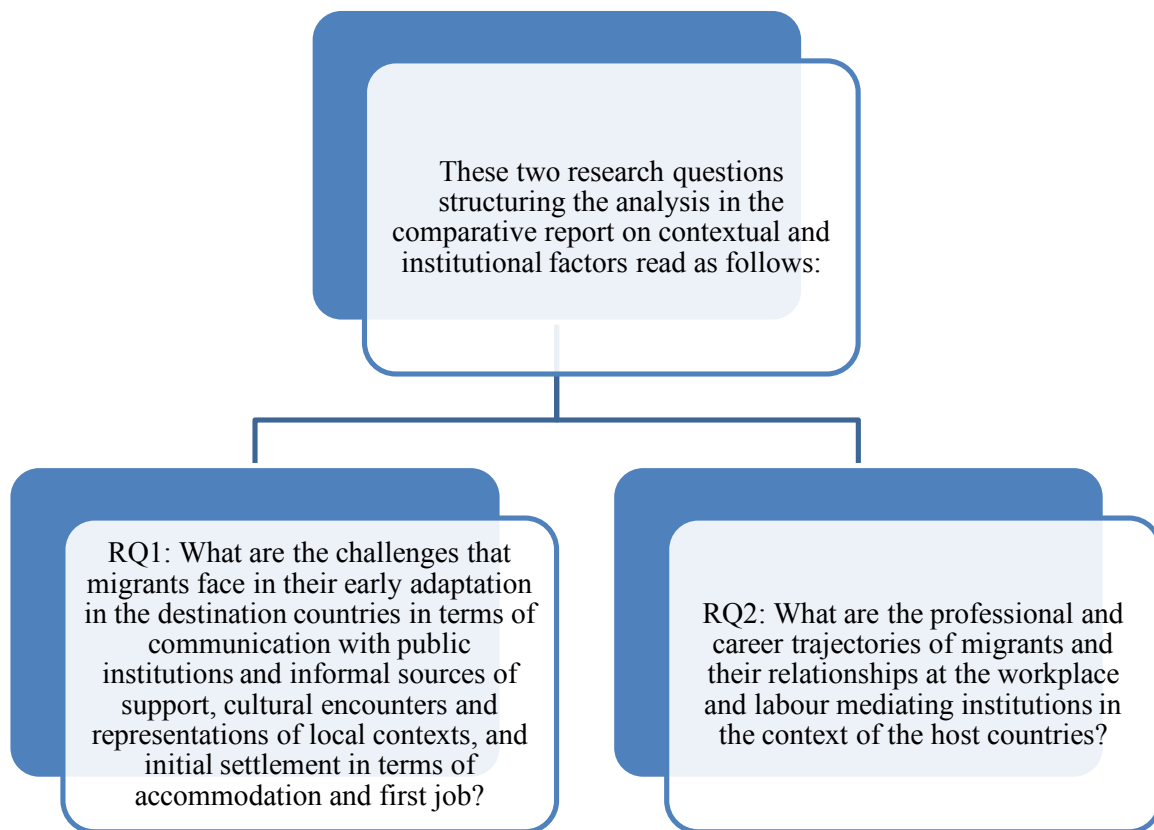 These two research questions
structuring the analysis in the
comparative report on contextual and
institutional factors read as follows:
RQ1: What are the challenges that
migrants face in their early adaptation
in the destination countries in terms of
communication with public
institutions and informal sources of
support, cultural encounters and
representations of local contexts, and
initial settlement in terms of
accommodation and first job?
RQ2: What are the professional and
career trajectories of migrants and
their relationships at the workplace
and labour mediating institutions in
the context of the host countries?